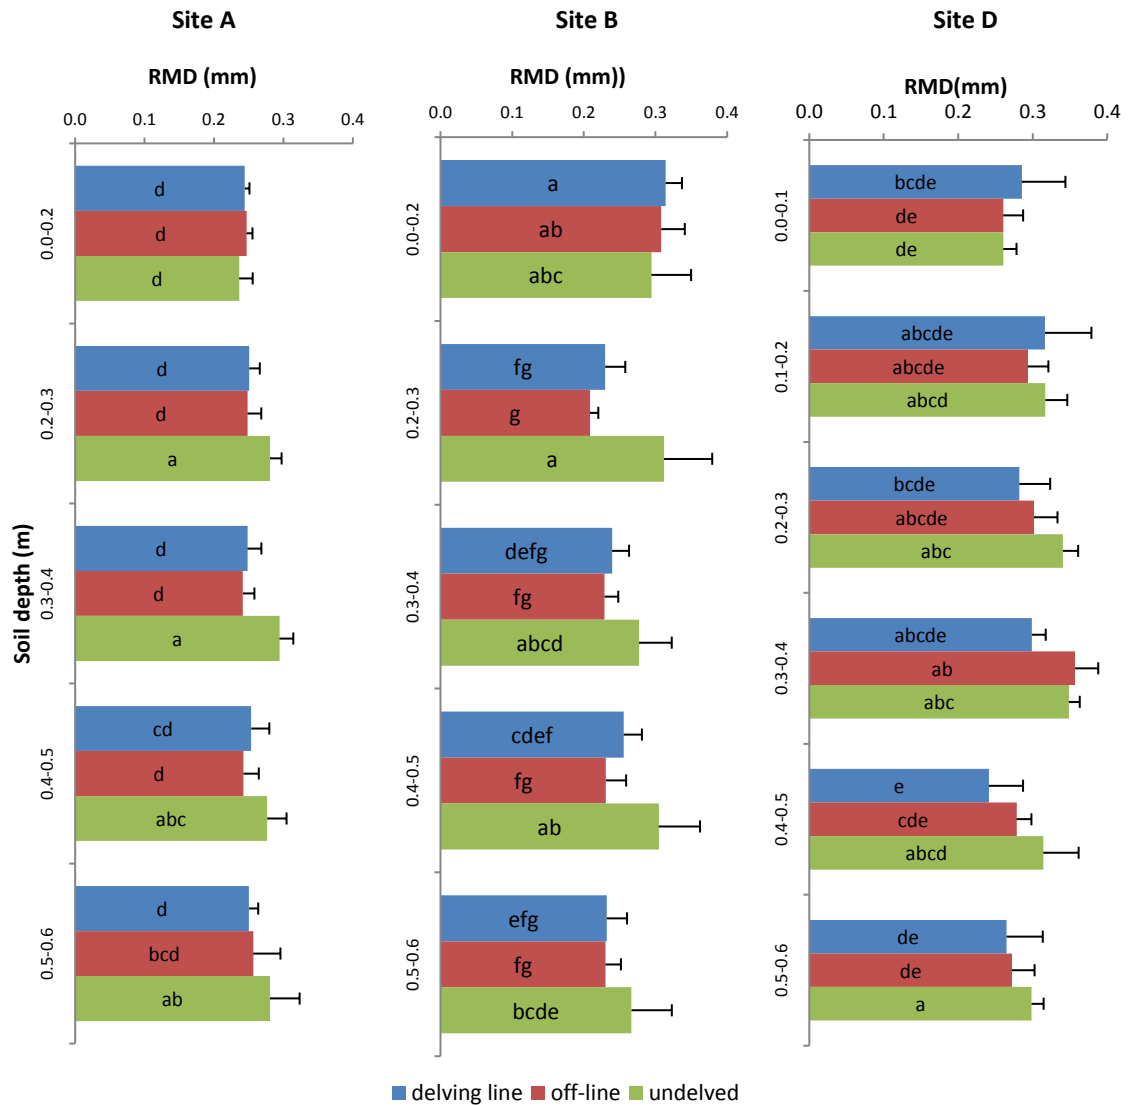 Site A
RMD (mm)
0.0 0.1 0.2 0.3 0.4
Soil depth (m)
0.0-0.2
d
d
d
0.2-0.3
d
d
a
0.3-0.4
d
d
a
0.4-0.5
cd
d
abc
0.5-0.6
d
bcd
ab
Site B
RMD (mm))
0.0 0.1 0.2 0.3 0.4
0.0-0.2
a
ab
abc
0.2-0.3
fg
g
a
0.3-0.4
defg
fg
abcd
0.4-0.5
cdef
fg
ab
0.5-0.6
efg
fg
bcde
Site D
RMD(mm)
0.0 0.1 0.2 0.3 0.4
0.0-0.1
bcde
de
de
0.1-0.2
abcde
abcde
abcd
0.2-0.3
bcde
abcde
abc
0.3-0.4
abcde
ab
abc
0.4-0.5
e
cde
abcd
0.5-0.6
de
de
a
delving line off-line undelved